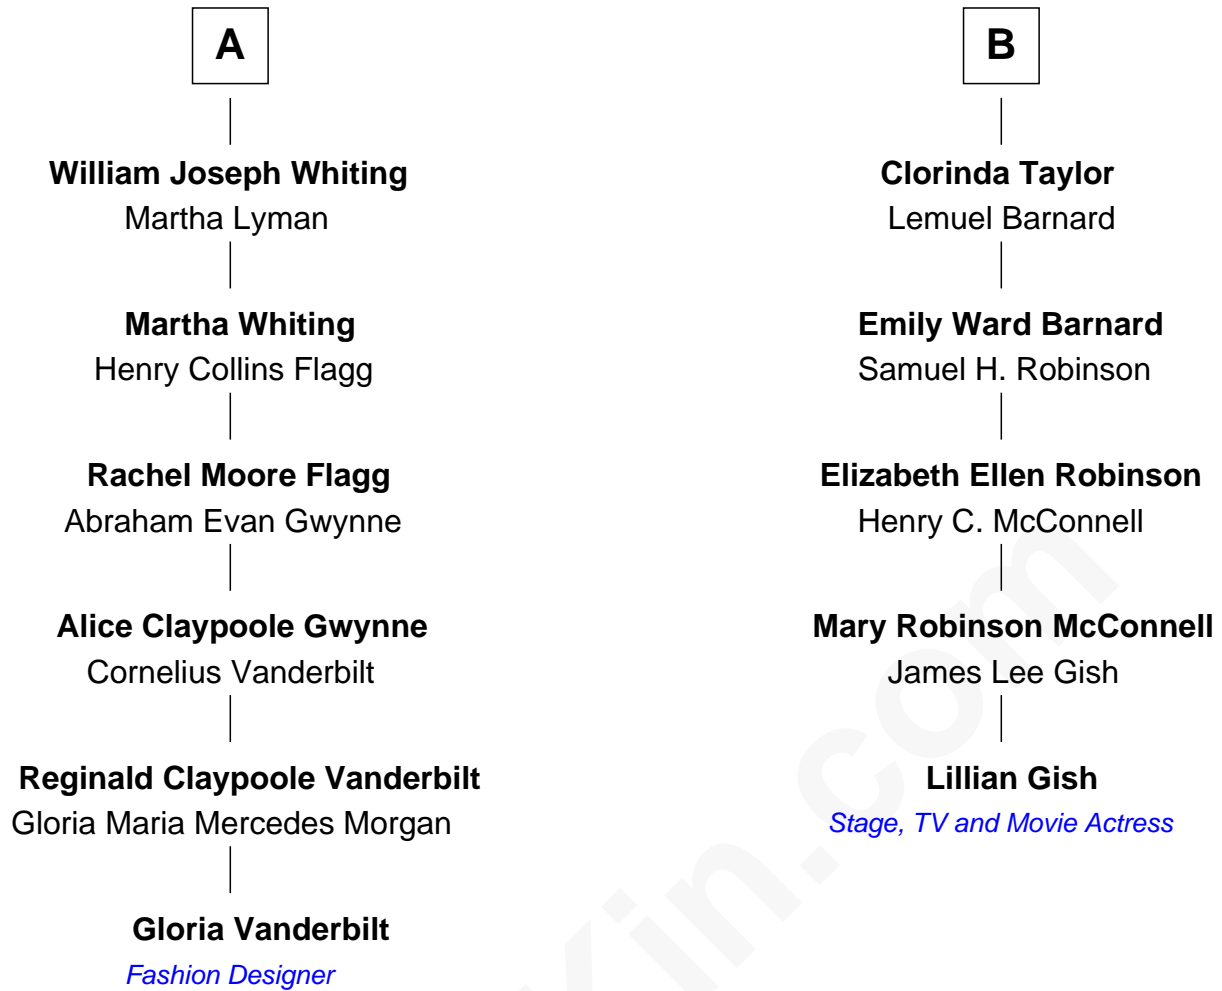 A
William Joseph Whiting
Martha Lyman
Martha Whiting
Henry Collins Flagg
Rachel Moore Flagg
Abraham Evan Gwynne
Alice Claypoole Gwynne
Cornelius Vanderbilt
Reginald Claypoole Vanderbilt
Gloria Maria Mercedes Morgan
Gloria Vanderbilt
Fashion Designer
B
Clorinda Taylor
Lemuel Barnard
Emily Ward Barnard
Samuel H. Robinson
Elizabeth Ellen Robinson
Henry C. McConnell
Mary Robinson McConnell
James Lee Gish
Lillian Gish
Stage, TV and Movie Actress
Kin.com